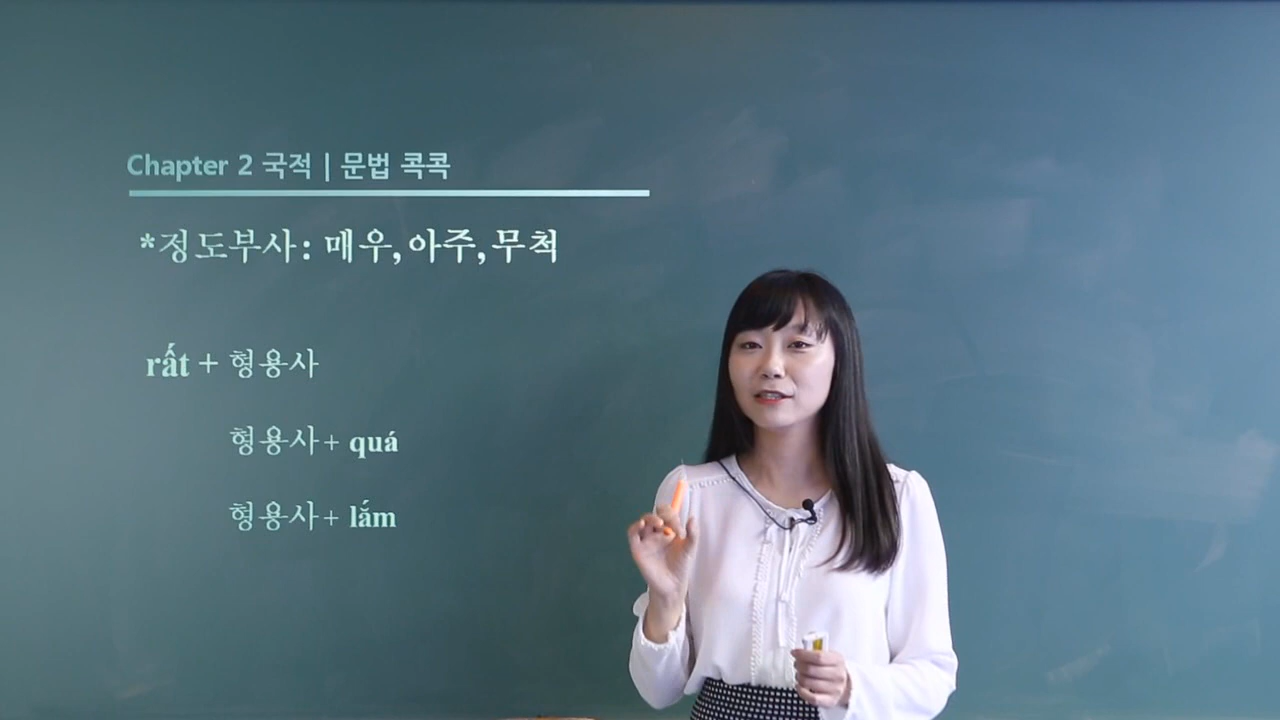 Chapter 2 국적 | 문법 콕콕
*정도부사: 매우, 아주, 무척
rất + 형용사
형용사+ quá
형용사+ lắm